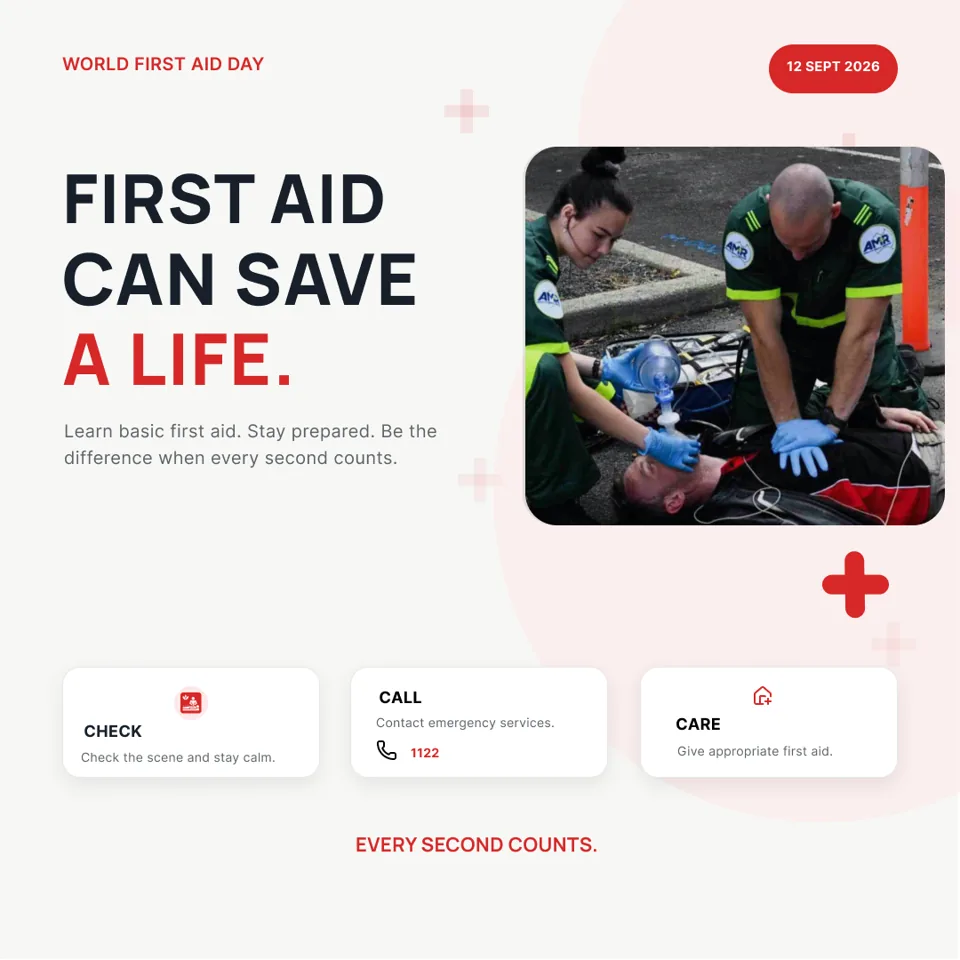 WORLD FIRST AID DAY
12 SEPT 2026
FIRST AID
CAN SAVE
A LIFE.
Learn basic first aid. Stay prepared. Be the
difference when every second counts.
AMR
AMR
AMR
CHECK
Check the scene and stay calm.
CALL
Contact emergency services.
1122
CARE
Give appropriate first aid.
EVERY SECOND COUNTS.